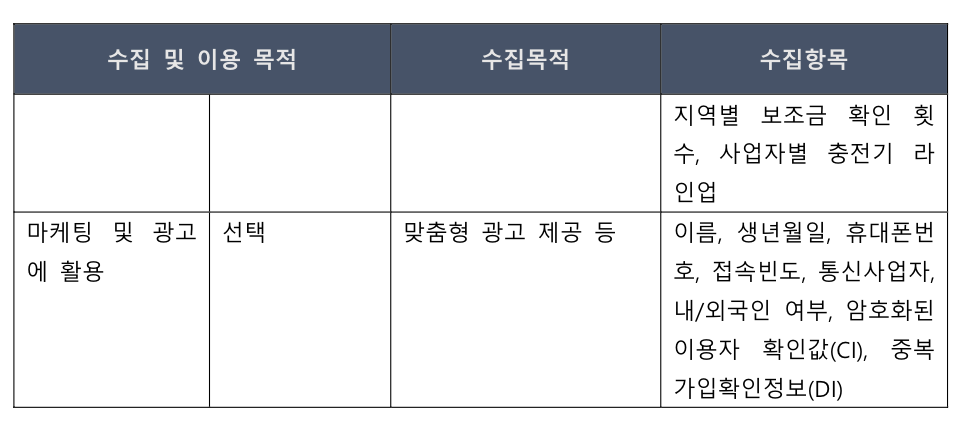 수집 및 이용 목적 수집목적 수집항목
지역별 보조금 확인 횟
수, 사업자별 충전기 라
인업
마케팅 및 광고 선택 맞춤형 광고 제공 등 이름, 생년월일, 휴대폰번
에 활용 호, 접속빈도, 통신사업자,
내/외국인 여부, 암호화된
이용자 확인값(CI), 중복
가입확인정보(DI)